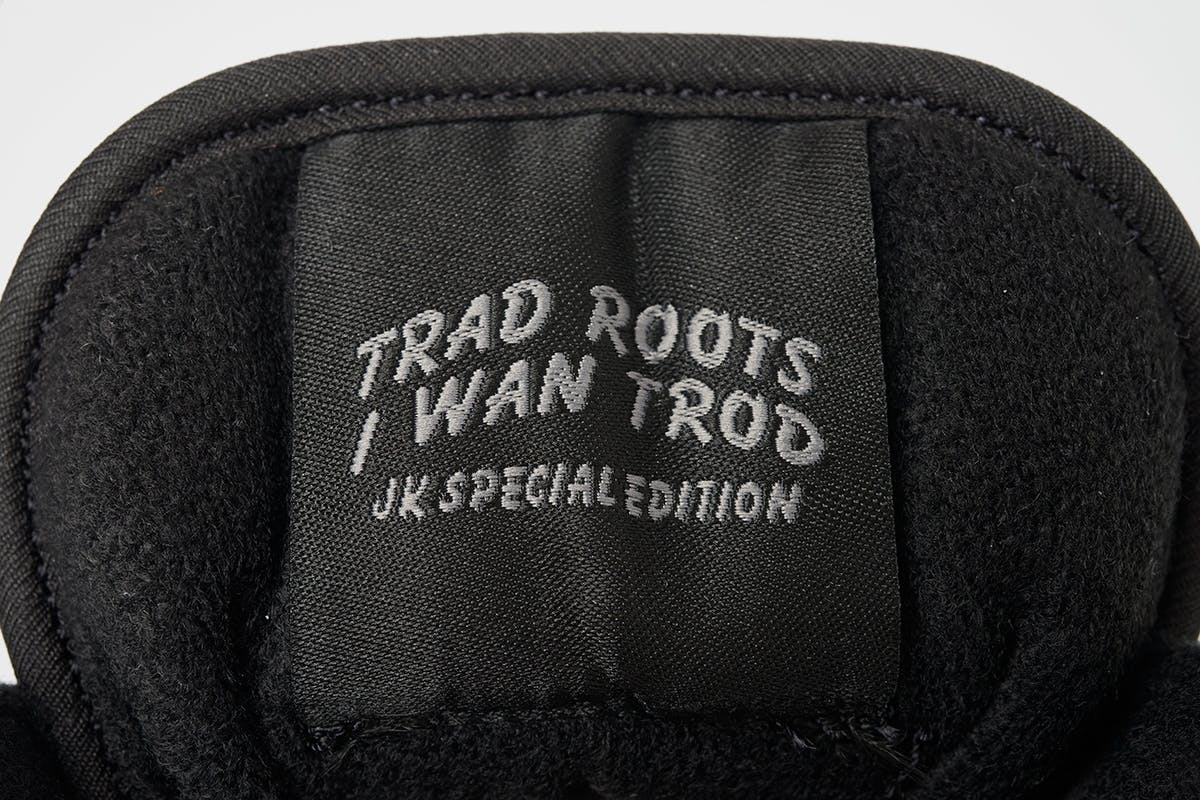 TRAD ROOTS
I WAN TROD
JK SPECIAL EDITION